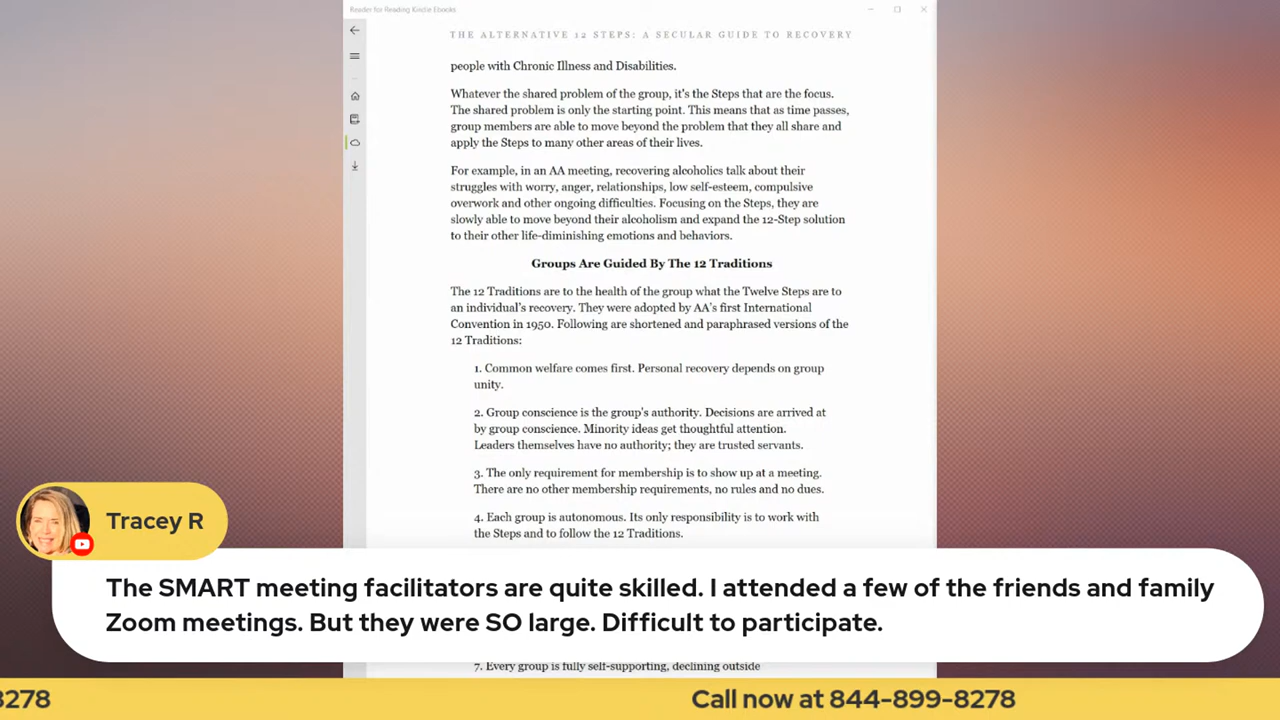 Reader for Reading Kindle Ebooks
THE ALTERNATIVE 12 STEPS: A SECULAR GUIDE TO RECOVERY
people with Chronic Illness and Disabilities.
Whatever the shared problem of the group, it's the Steps that are the focus.
The shared problem is only the starting point. This means that as time passes,
group members are able to move beyond the problem that they all share and
apply the Steps to many other areas of their lives.
For example, in an AA meeting, recovering alcoholics talk about their
struggles with worry, anger, relationships, low self-esteem, compulsive
overwork and other ongoing difficulties. Focusing on the Steps, they are
slowly able to move beyond their alcoholism and expand the 12-Step solution
to their other life-diminishing emotions and behaviors.
Groups Are Guided By The 12 Traditions
The 12 Traditions are to the health of the group what the Twelve Steps are to
an individual's recovery. They were adopted by AA's first International
Convention in 1950. Following are shortened and paraphrased versions of the
12 Traditions:
1. Common welfare comes first. Personal recovery depends on group
unity.
2. Group conscience is the group's authority. Decisions are arrived at
by group conscience. Minority ideas get thoughtful attention.
Leaders themselves have no authority; they are trusted servants.
3. The only requirement for membership is to show up at a meeting.
There are no other membership requirements, no rules and no dues.
4. Each group is autonomous. Its only responsibility is to work with
the Steps and to follow the 12 Traditions.
Tracey R
The SMART meeting facilitators are quite skilled. I attended a few of the friends and family
Zoom meetings. But they were SO large. Difficult to participate.
7. Every group is fully self-supporting, declining outside
8278
Call now at 844-899-8278